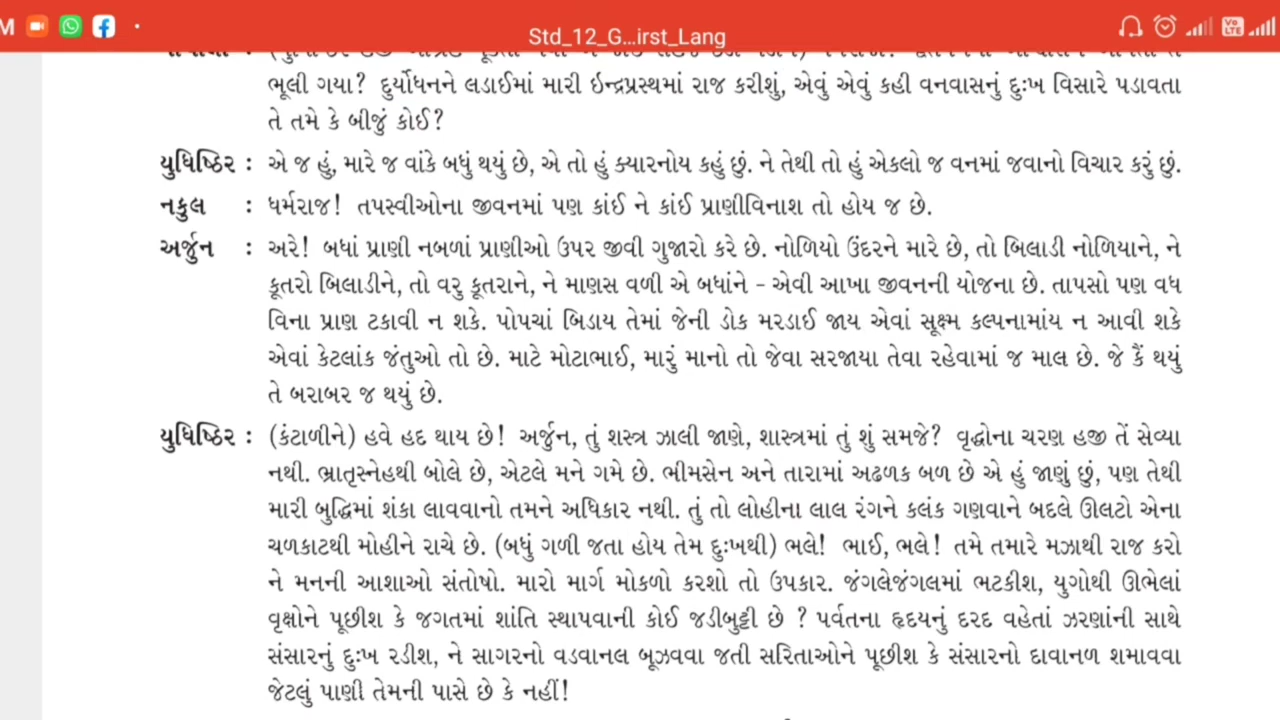 Std_12_G...irst_Lang
ભૂલી ગયા? દુર્યોધનને લડાઈમાં મારી ઇન્દ્રપ્રસ્થમાં રાજ કરીશું, એવું એવું કહી વનવાસનું દુઃખ વિસારે પડાવતા
તે તમે કે બીજું કોઈ?
યુધિષ્ઠિર : એ જ હું, મારે જ વાંકે બધું થયું છે, એ તો હું ક્યારનોય કહું છું. ને તેથી તો હું એકલો જ વનમાં જવાનો વિચાર કરું છું.
નકુલ : ધર્મરાજ! તપસ્વીઓના જીવનમાં પણ કાંઈ ને કાંઈ પ્રાણીવિનાશ તો હોય જ છે.
અર્જુન : અરે! બધાં પ્રાણી નબળાં પ્રાણીઓ ઉપર જીવી ગુજારો કરે છે. નોળિયો ઉંદરને મારે છે, તો બિલાડી નોળિયાને, ને
કૂતરો બિલાડીને, તો વરુ કૂતરાને, ને માણસ વળી એ બધાંને - એવી આખા જીવનની યોજના છે. તાપસો પણ વધ
વિના પ્રાણ ટકાવી ન શકે. પોપચાં બિડાય તેમાં જેની ડોક મરડાઈ જાય એવાં સૂક્ષ્મ કલ્પનામાંય ન આવી શકે
એવાં કેટલાંક જંતુઓ તો છે. માટે મોટાભાઈ, મારું માનો તો જેવા સરજાયા તેવા રહેવામાં જ માલ છે. જે કૈં થયું
તે બરાબર જ થયું છે.
યુધિષ્ઠિર : (કંટાળીને) હવે હદ થાય છે! અર્જુન, તું શસ્ત્ર ઝાલી જાણે, શાસ્ત્રમાં તું શું સમજે? વૃદ્ધોના ચરણ હજી તેં સેવ્યા
નથી. ભ્રાતૃસ્નેહથી બોલે છે, એટલે મને ગમે છે. ભીમસેન અને તારામાં અઢળક બળ છે એ હું જાણું છું, પણ તેથી
મારી બુદ્ધિમાં શંકા લાવવાનો તમને અધિકાર નથી. તું તો લોહીના લાલ રંગને કલંક ગણવાને બદલે ઊલટો એના
ચળકાટથી મોહીને રાચે છે. (બધું ગળી જતા હોય તેમ દુઃખથી) ભલે! ભાઈ, ભલે! તમે તમારે મઝાથી રાજ કરો
ને મનની આશાઓ સંતોષો. મારો માર્ગ મોકળો કરશો તો ઉપકાર. જંગલેજંગલમાં ભટકીશ, યુગોથી ઊભેલાં
વૃક્ષોને પૂછીશ કે જગતમાં શાંતિ સ્થાપવાની કોઈ જડીબુટ્ટી છે ? પર્વતના હૃદયનું દરદ વહેતાં ઝરણાંની સાથે
સંસારનું દુઃખ રડીશ, ને સાગરનો વડવાનલ બૂઝવવા જતી સરિતાઓને પૂછીશ કે સંસારનો દાવાનળ શમાવવા
જેટલું પાણી તેમની પાસે છે કે નહીં!